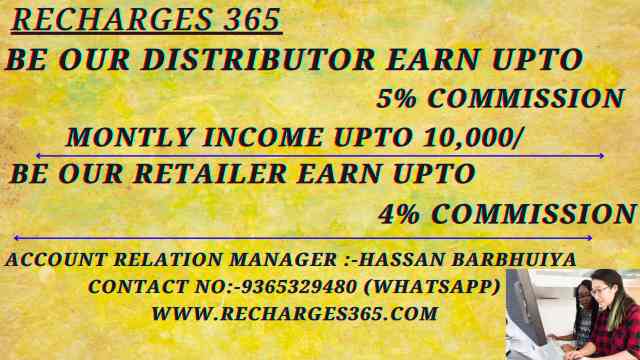 RECHARGES 365
BE OUR DISTRIBUTOR EARN UPTO
5% COMMISSION
MONTLY INCOME UPTO 10,000/
BE OUR RETAILER EARN UPTO
4% COMMISSION
ACCOUNT RELATION MANAGER :-HASSAN BARBHUIYA
CONTACT NO:-9365329480 (WHATSAPP)
WWW.RECHARGES365.COM